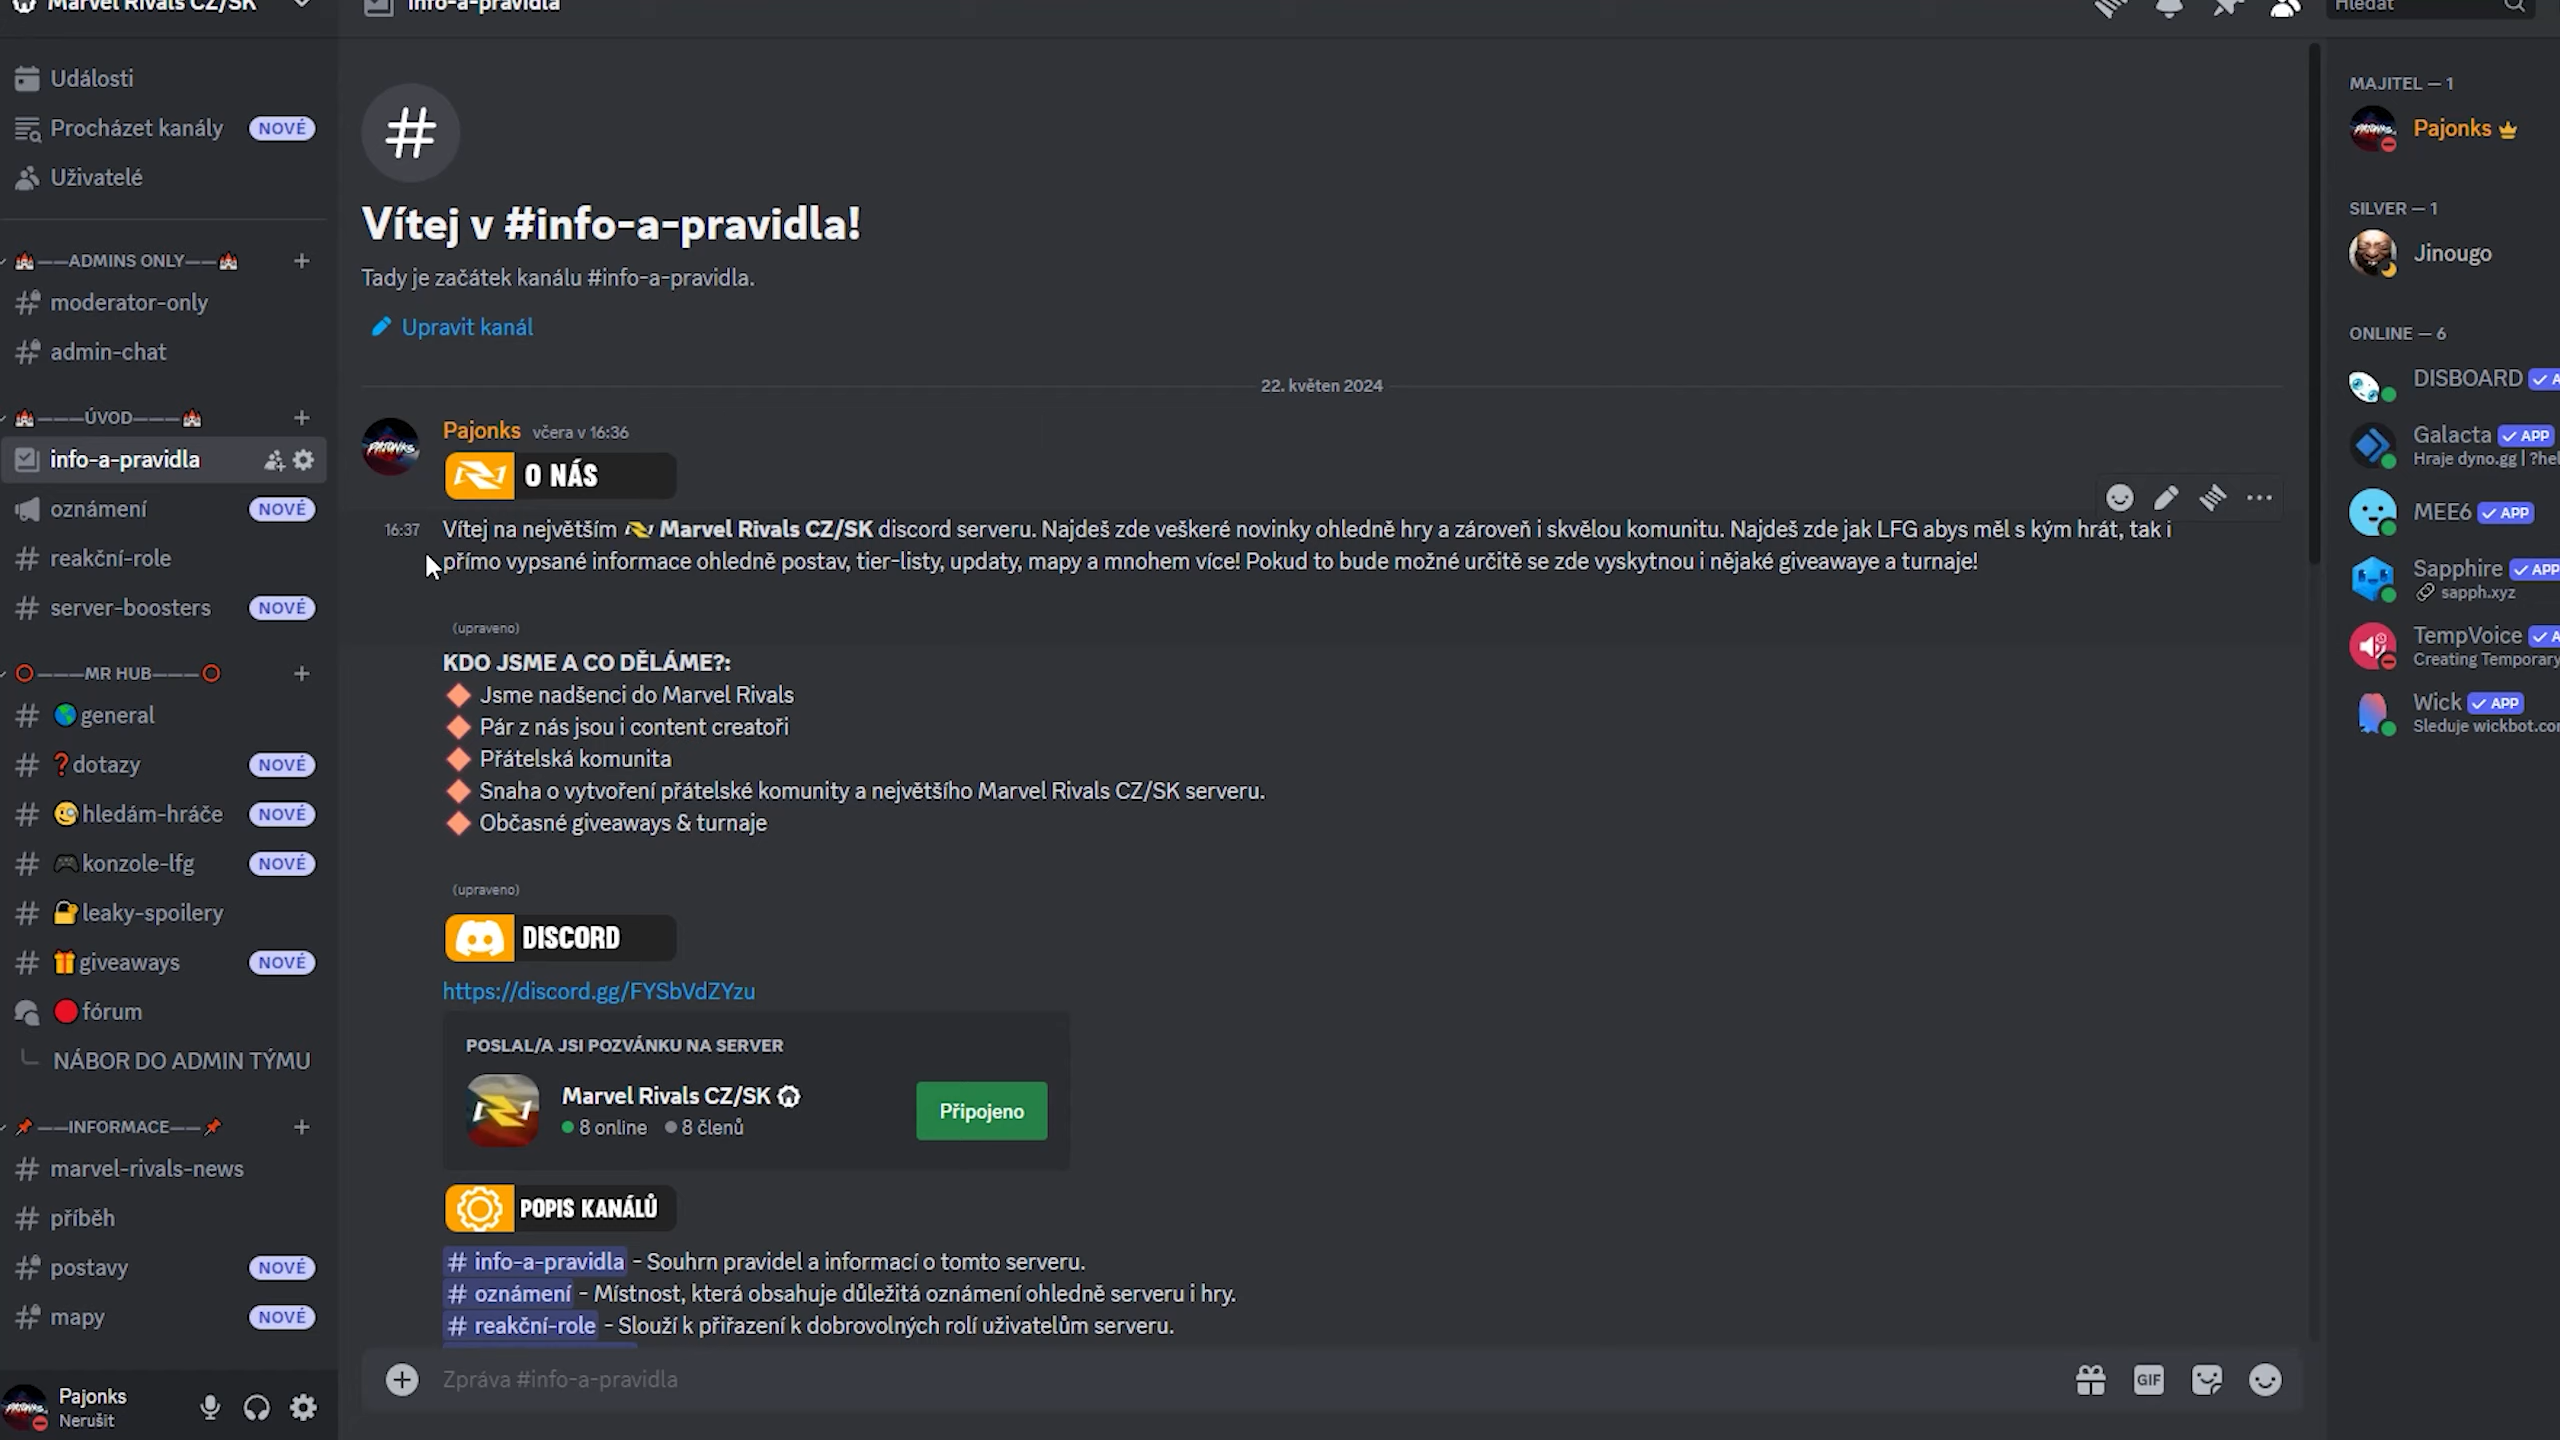 Marvel Rivals CZ/SK
Události
Procházet kanály NOVÉ
Uživatelé
——ADMINS ONLY——
moderator-only
admin-chat
———ÚVOD———
info-a-pravidla
oznámení NOVÉ
reakční-role
server-boosters NOVÉ
———MR HUB———
general
dotazy NOVÉ
hledám-hráče NOVÉ
konzole-lfg NOVÉ
leaky-spoilery
giveaways NOVÉ
fórum
NÁBOR DO ADMIN TÝMU
——INFORMACE——
marvel-rivals-news
příběh
postavy NOVÉ
mapy NOVÉ
Pajonks
Nerušit
info-a-pravidla
Hledat
#
Vítej v #info-a-pravidla!
Tady je začátek kanálu #info-a-pravidla.
Upravit kanál
22. květen 2024
Pajonks včera v 16:36
O NÁS
16:37 Vítej na největším Marvel Rivals CZ/SK discord serveru. Najdeš zde veškeré novinky ohledně hry a zároveň i skvělou komunitu. Najdeš zde jak LFG abys měl s kým hrát, tak i
přímo vypsané informace ohledně postav, tier-listy, updaty, mapy a mnohem více! Pokud to bude možné určitě se zde vyskytnou i nějaké giveawaye a turnaje!
(upraveno)
KDO JSME A CO DĚLÁME?:
Jsme nadšenci do Marvel Rivals
Pár z nás jsou i content creatoři
Přátelská komunita
Snaha o vytvoření přátelské komunity a největšího Marvel Rivals CZ/SK serveru.
Občasné giveaways & turnaje
(upraveno)
DISCORD
https://discord.gg/FYSbVdZYzu
POSLAL/A JSI POZVÁNKU NA SERVER
Marvel Rivals CZ/SK
8 online 8 členů
Připojeno
POPIS KANÁLŮ
# info-a-pravidla - Souhrn pravidel a informací o tomto serveru.
# oznámení - Místnost, která obsahuje důležitá oznámení ohledně serveru i hry.
# reakční-role - Slouží k přiřazení k dobrovolných rolí uživatelům serveru.
Zpráva #info-a-pravidla
GIF
MAJITEL — 1
Pajonks
SILVER — 1
Jinougo
ONLINE — 6
DISBOARD A
Galacta APP
Hraje dyno.gg | ?hel
MEE6 APP
Sapphire APP
sapph.xyz
TempVoice A
Creating Temporary
Wick APP
Sleduje wickbot.co